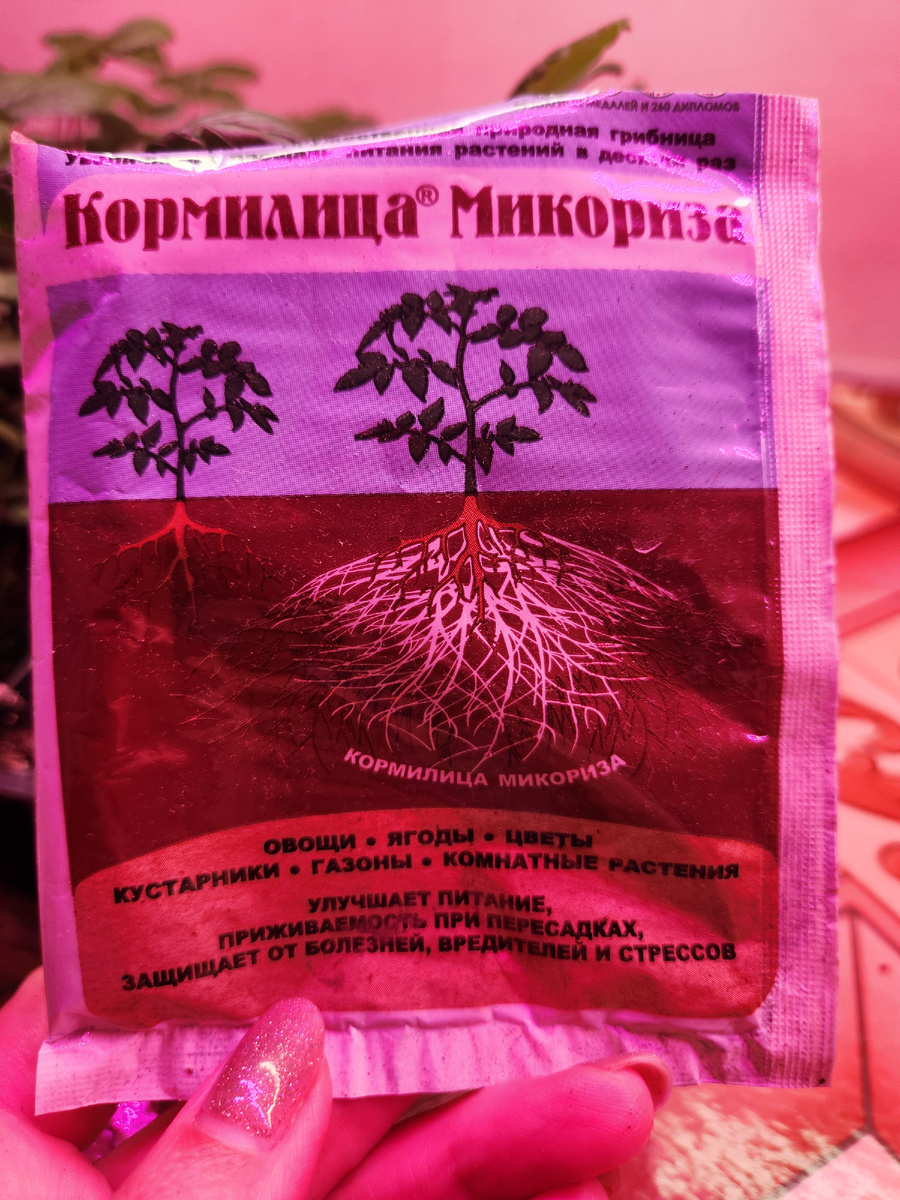 МЕДАЛЕЙ И 260 ДИПЛОМОВ
природная грибница
питания растений в десятки раз
Кормилица® Микориза
КОРМИЛИЦА МИКОРИЗА
ОВОЩИ • ЯГОДЫ • ЦВЕТЫ
КУСТАРНИКИ • ГАЗОНЫ • КОМНАТНЫЕ РАСТЕНИЯ
УЛУЧШАЕТ ПИТАНИЕ,
ПРИЖИВАЕМОСТЬ ПРИ ПЕРЕСАДКАХ,
ЗАЩИЩАЕТ ОТ БОЛЕЗНЕЙ, ВРЕДИТЕЛЕЙ И СТРЕССОВ